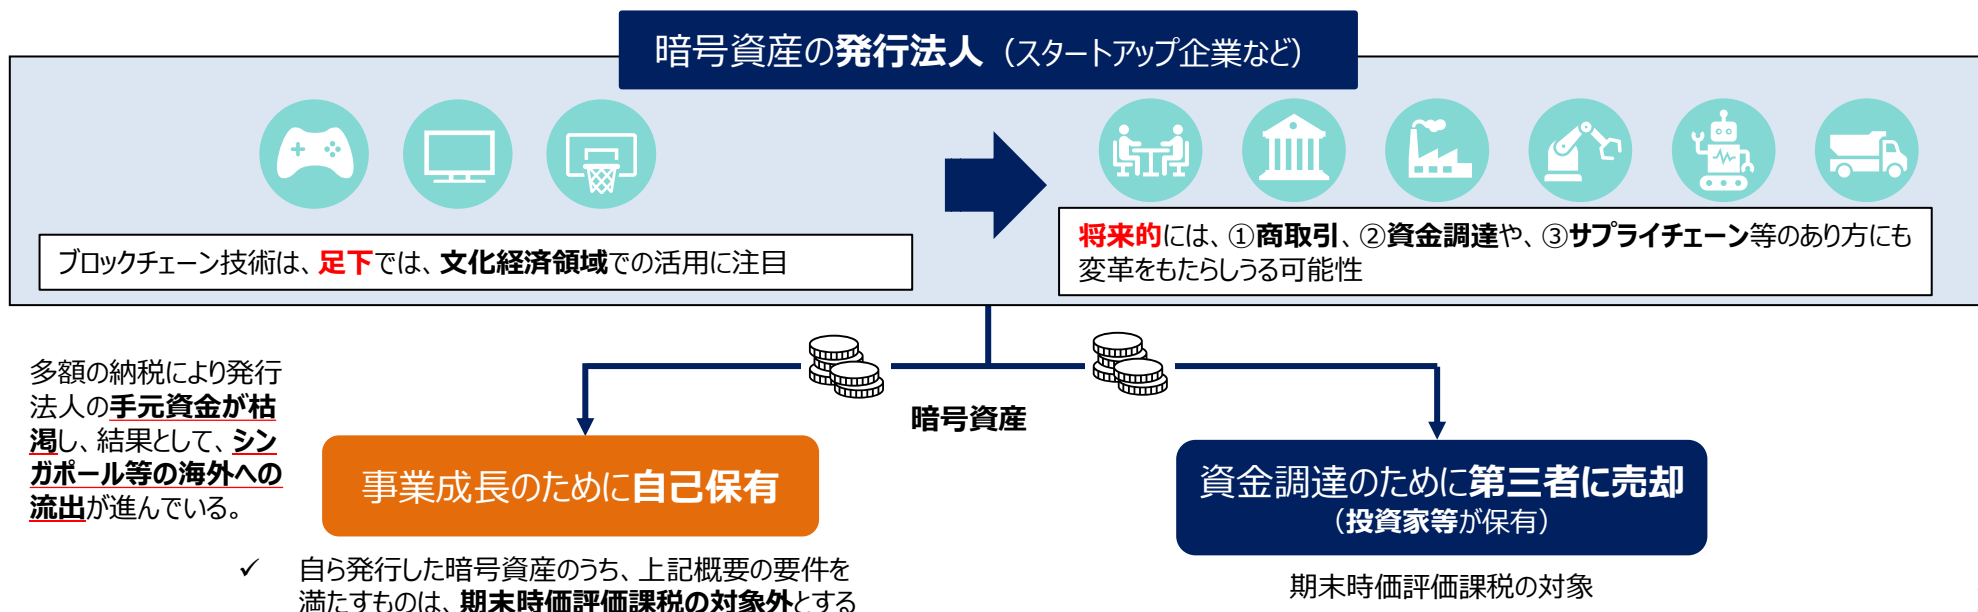 暗号資産の発行法人（スタートアップ企業など）
ブロックチェーン技術は、足下では、文化経済領域での活用に注目
将来的には、①商取引、②資金調達や、③サプライチェーン等のあり方にも
変革をもたらしうる可能性
多額の納税により発行
法人の手元資金が枯
渇し、結果として、シン
ガポール等の海外への
流出が進んでいる。
暗号資産
事業成長のために自己保有
資金調達のために第三者に売却
（投資家等が保有）
✓ 自ら発行した暗号資産のうち、上記概要の要件を
満たすものは、期末時価評価課税の対象外とする
期末時価評価課税の対象